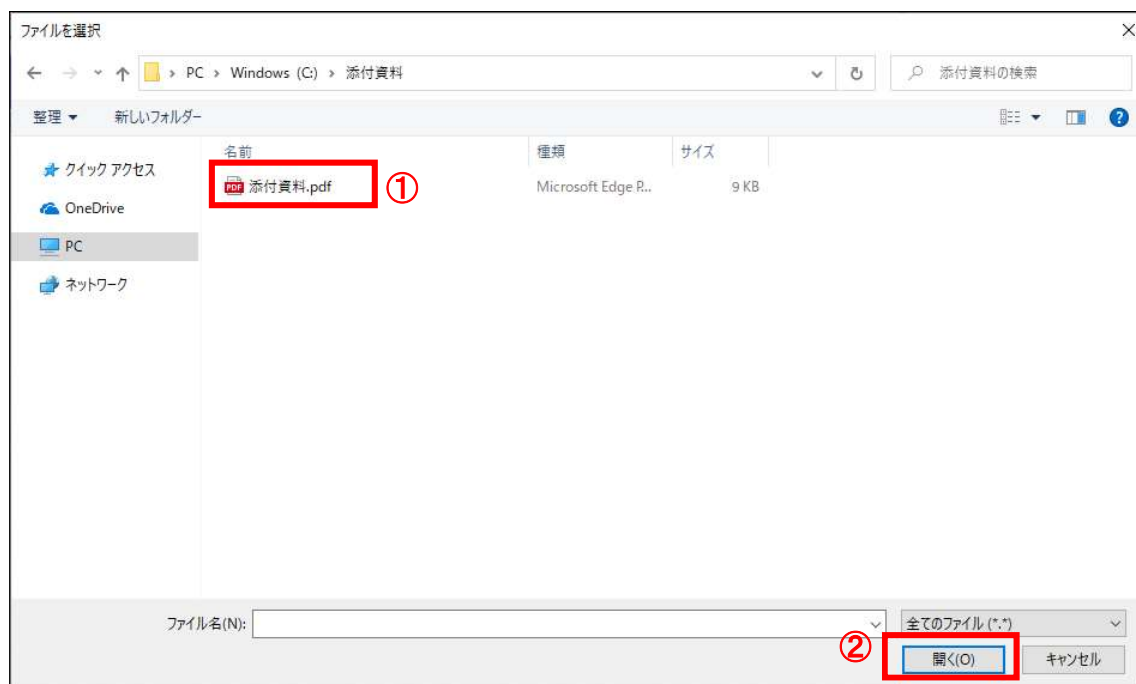 ファイルを選択
PC › Windows (C:) › 添付資料
添付資料の検索
整理
新しいフォルダー
名前 種類 サイズ
クイック アクセス
PDF 添付資料.pdf ① Microsoft Edge P... 9 KB
OneDrive
PC
ネットワーク
ファイル名(N):
全てのファイル (*.*)
② 開く(O) キャンセル